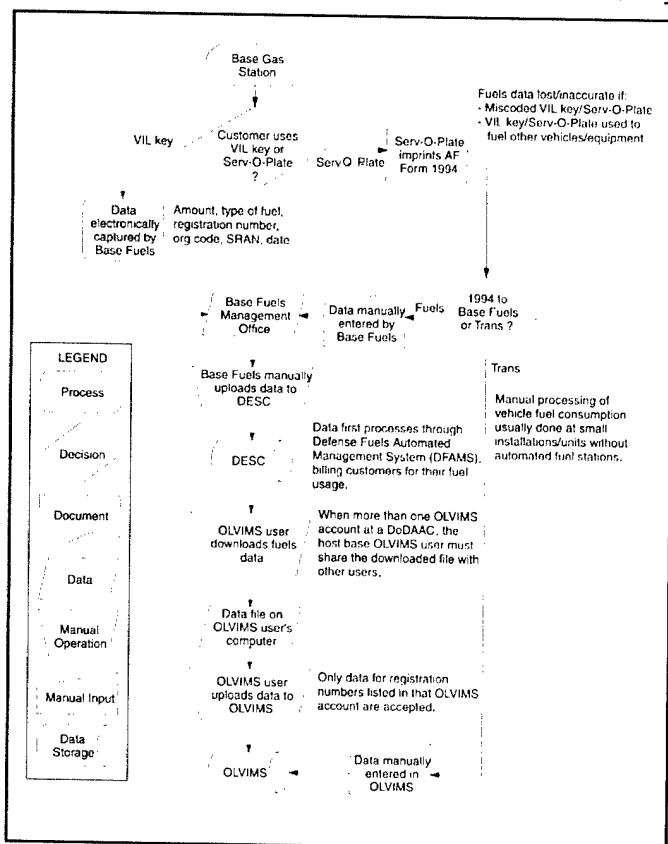 Base Gas
Station
Fuels data lost/inaccurate if:
- Miscoded VIL key/Serv-O-Plate
- VIL key/Serv-O-Plate used to
fuel other vehicles/equipment
VIL key
Customer uses
VIL key or
Serv-O-Plate
?
Serv-O-Plate
Serv-O-Plate
imprints AF
Form 1994
Data
electronically
captured by
Base Fuels
Amount, type of fuel,
registration number,
org code, SRAN, date
1994 to
Base Fuels
or Trans ?
Fuels
Data manually
entered by
Base Fuels
Base Fuels
Management
Office
Trans
Manual processing of
vehicle fuel consumption
usually done at small
installations/units without
automated fuel stations.
Base Fuels manually
uploads data to
DESC
DESC
Data first processes through
Defense Fuels Automated
Management System (DFAMS),
billing customers for their fuel
usage.
OLVIMS user
downloads fuels
data
When more than one OLVIMS
account at a DoDAAC, the
host base OLVIMS user must
share the downloaded file with
other users.
Data file on
OLVIMS user's
computer
OLVIMS user
uploads data to
OLVIMS
Only data for registration
numbers listed in that OLVIMS
account are accepted.
OLVIMS
Data manually
entered in
OLVIMS
LEGEND
Process
Decision
Document
Data
Manual
Operation
Manual Input
Data
Storage